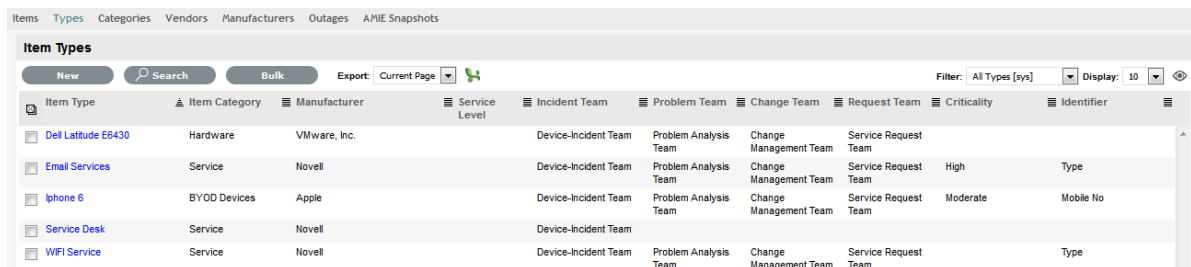 Items Types Categories Vendors Manufacturers Outages AMIE Snapshots
Item Types
New Search Bulk Export: Current Page Filter: All Types [sys] Display: 10
Item Type Item Category Manufacturer Service Level Incident Team Problem Team Change Team Request Team Criticality Identifier
Dell Latitude E6430 Hardware VMware, Inc. Device-Incident Team Problem Analysis Team Change Management Team Service Request Team
Email Services Service Novell Device-Incident Team Problem Analysis Team Change Management Team Service Request Team High Type
Iphone 6 BYOD Devices Apple Device-Incident Team Problem Analysis Team Change Management Team Service Request Team Moderate Mobile No
Service Desk Service Novell Device-Incident Team
WIFI Service Service Novell Device-Incident Team Problem Analysis Team Change Management Team Service Request Team Type